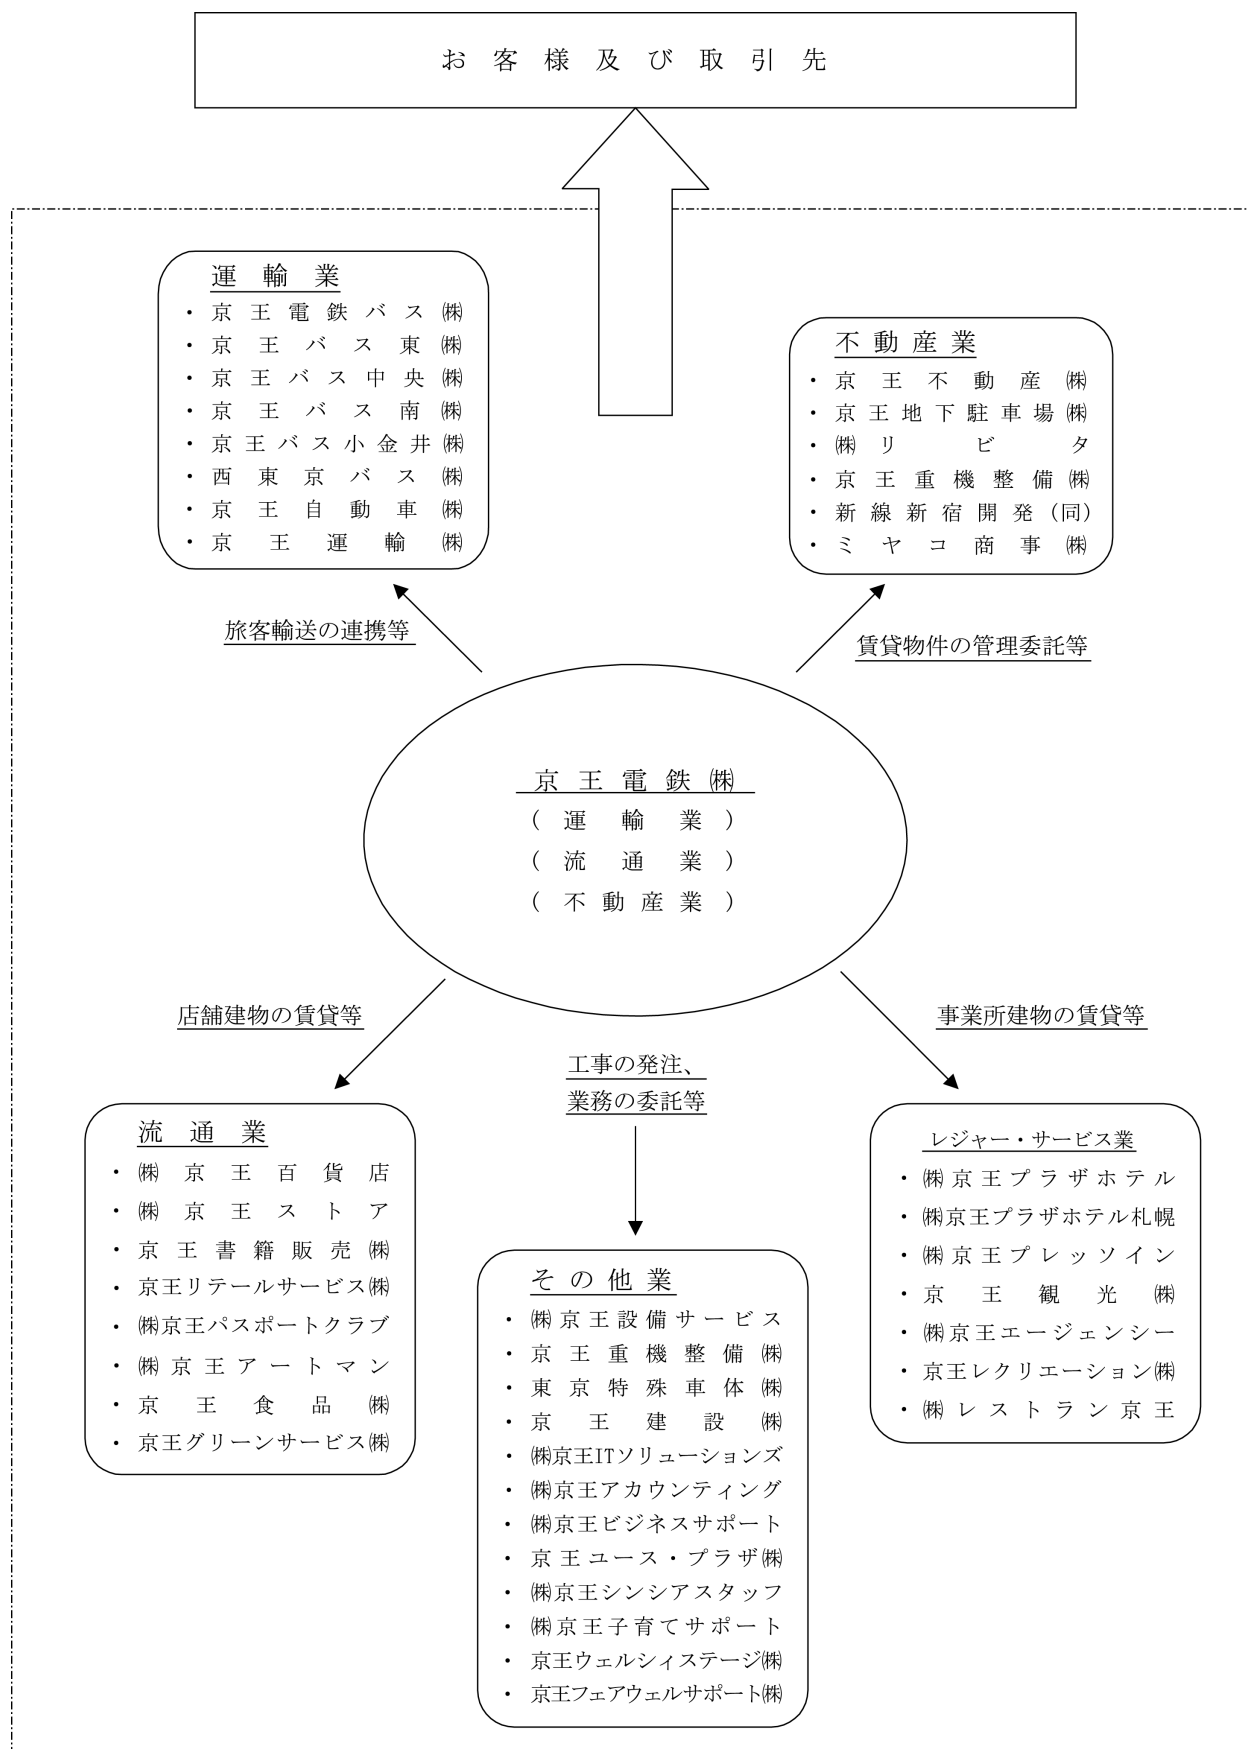 お客様及び取引先
運輸業
・京王電鉄バス㈱
・京王バス東㈱
・京王バス中央㈱
・京王バス南㈱
・京王バス小金井㈱
・西東京バス㈱
・京王自動車㈱
・京王運輸㈱
不動産業
・京王不動産㈱
・京王地下駐車場㈱
・㈱リビタ
・京王重機整備㈱
・新線新宿開発（同）
・ミヤコ商事㈱
旅客輸送の連携等
賃貸物件の管理委託等
京王電鉄㈱
（運輸業）
（流通業）
（不動産業）
店舗建物の賃貸等
工事の発注、
業務の委託等
事業所建物の賃貸等
流通業
・㈱京王百貨店
・㈱京王ストア
・京王書籍販売㈱
・京王リテールサービス㈱
・㈱京王パスポートクラブ
・㈱京王アートマン
・京王食品㈱
・京王グリーンサービス㈱
その他業
・㈱京王設備サービス
・京王重機整備㈱
・東京特殊車体㈱
・京王建設㈱
・㈱京王ITソリューションズ
・㈱京王アカウンティング
・㈱京王ビジネスサポート
・京王ユース・プラザ㈱
・㈱京王シンシアスタッフ
・㈱京王子育てサポート
・京王ウェルシィステージ㈱
・京王フェアウェルサポート㈱
レジャー・サービス業
・㈱京王プラザホテル
・㈱京王プラザホテル札幌
・㈱京王プレッソイン
・京王観光㈱
・㈱京王エージェンシー
・京王レクリエーション㈱
・㈱レストラン京王